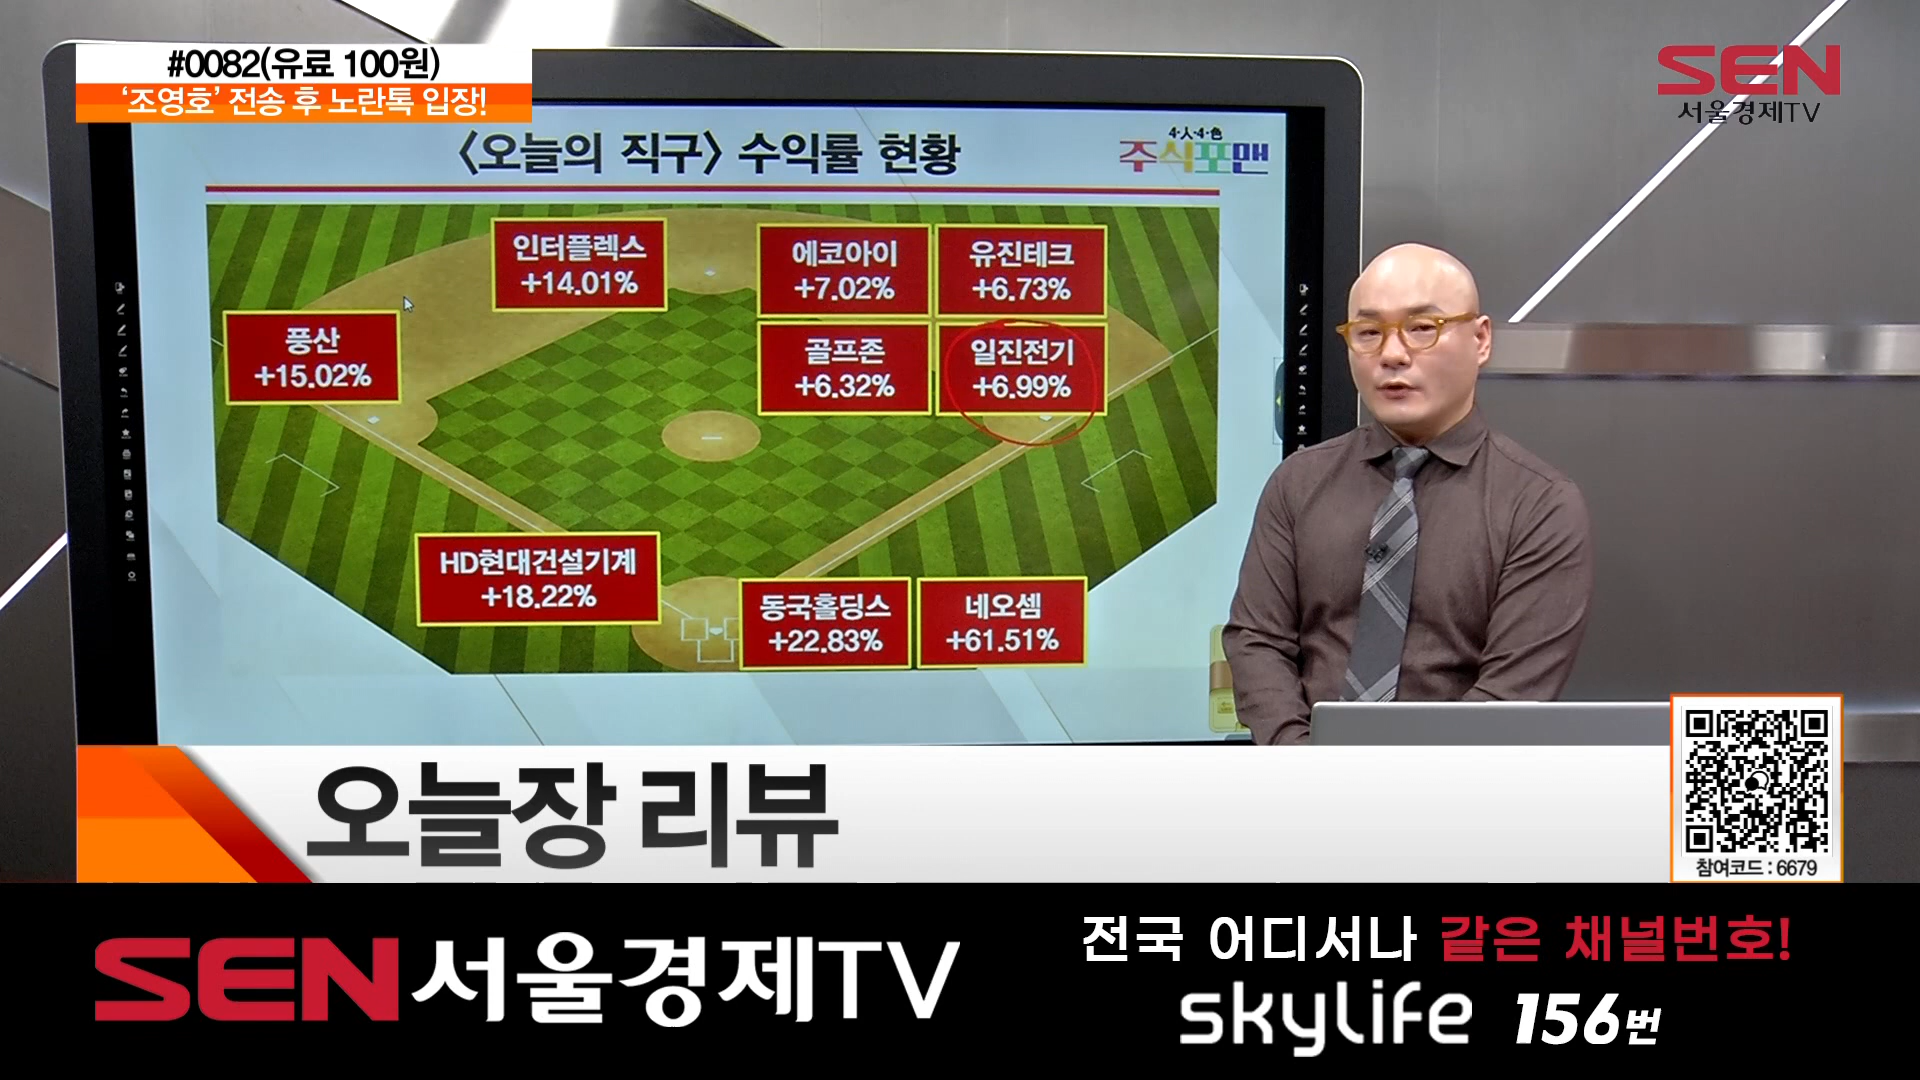 #0082(유료 100원)
‘조영호’ 전송 후 노란톡 입장!
SEN
서울경제TV
<오늘의 직구> 수익률 현황
4·人·4·色
주식포맨
인터플렉스
+14.01%
에코아이
+7.02%
유진테크
+6.73%
풍산
+15.02%
골프존
+6.32%
일진전기
+6.99%
HD현대건설기계
+18.22%
동국홀딩스
+22.83%
네오셈
+61.51%
오늘장 리뷰
참여코드 : 6679
SEN 서울경제TV
전국 어디서나 같은 채널번호!
skylife 156번